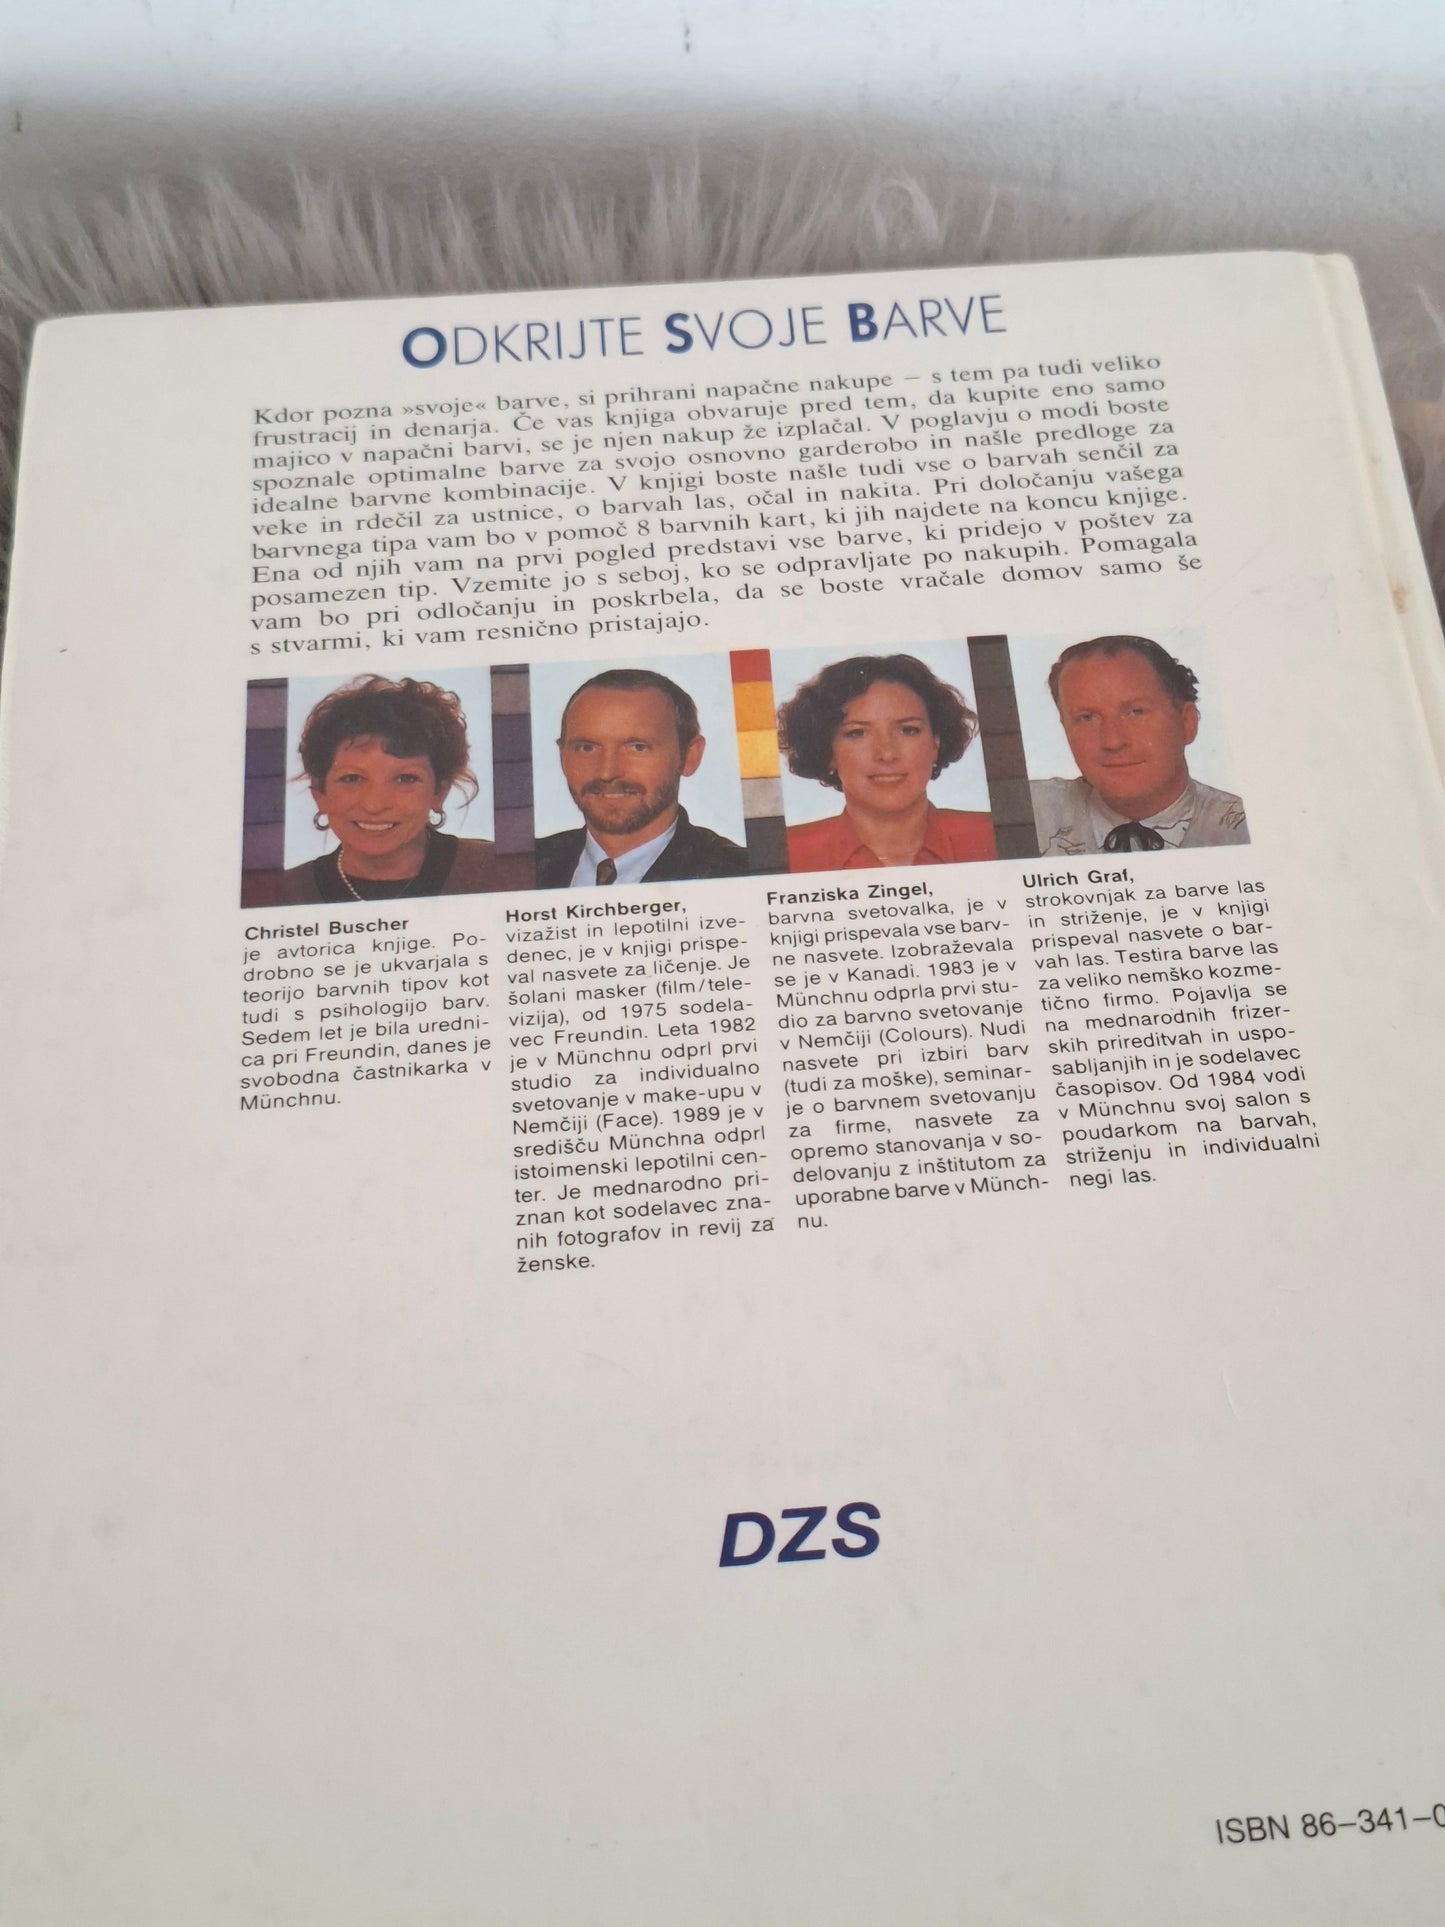 ODKRIJTE SVOJE BARVE
Kdor pozna »svoje« barve, si prihrani napačne nakupe – s tem pa tudi veliko
frustracij in denarja. Če vas knjiga obvaruje pred tem, da kupite eno samo
majico v napačni barvi, se je njen nakup že izplačal. V poglavju o modi boste
spoznale optimalne barve za svojo osnovno garderobo in našle predloge za
idealne barvne kombinacije. V knjigi boste našle tudi vse o barvah senčil za
veke in rdečil za ustnice, o barvah las, očal in nakita. Pri določanju vašega
barvnega tipa vam bo v pomoč 8 barvnih kart, ki jih najdete na koncu knjige.
Ena od njih vam na prvi pogled predstavi vse barve, ki pridejo v poštev za
posamezen tip. Vzemite jo s seboj, ko se odpravljate po nakupih. Pomagala
vam bo pri odločanju in poskrbela, da se boste vračale domov samo še
s stvarmi, ki vam resnično pristajajo.
Christel Buscher
je avtorica knjige. Po-
drobno se je ukvarjala s
teorijo barvnih tipov kot
tudi s psihologijo barv.
Sedem let je bila uredni-
ca pri Freundin, danes je
svobodna častnikarka v
Münchnu.
Horst Kirchberger,
vizažist in lepotilni izve-
denec, je v knjigi prispe-
val nasvete za ličenje. Je
šolani masker (film/tele-
vizija), od 1975 sodela-
vec Freundin. Leta 1982
je v Münchnu odprl prvi
studio za individualno
svetovanje v make-upu v
Nemčiji (Face). 1989 je v
središču Münchna odprl
istoimenski lepotilni cen-
ter. Je mednarodno pri-
znan kot sodelavec zna-
nih fotografov in revij za
ženske.
Franziska Zingel,
barvna svetovalka, je v
knjigi prispevala vse barv-
ne nasvete. Izobraževala
se je v Kanadi. 1983 je v
Münchnu odprla prvi stu-
dio za barvno svetovanje
v Nemčiji (Colours). Nudi
nasvete pri izbiri barv
(tudi za moške), seminar-
je o barvnem svetovanju
za firme, nasvete za
opremo stanovanja v so-
delovanju z inštitutom za
uporabne barve v Münch-
nu.
Ulrich Graf,
strokovnjak za barve las
in striženje, je v knjigi
prispeval nasvete o bar-
vah las. Testira barve las
za veliko nemško kozme-
tično firmo. Pojavlja se
na mednarodnih frizer-
skih prireditvah in uspo-
sabljanjih in je sodelavec
časopisov. Od 1984 vodi
v Münchnu svoj salon s
poudarkom na barvah,
striženju in individualni
negi las.
DZS
ISBN 86–341–0